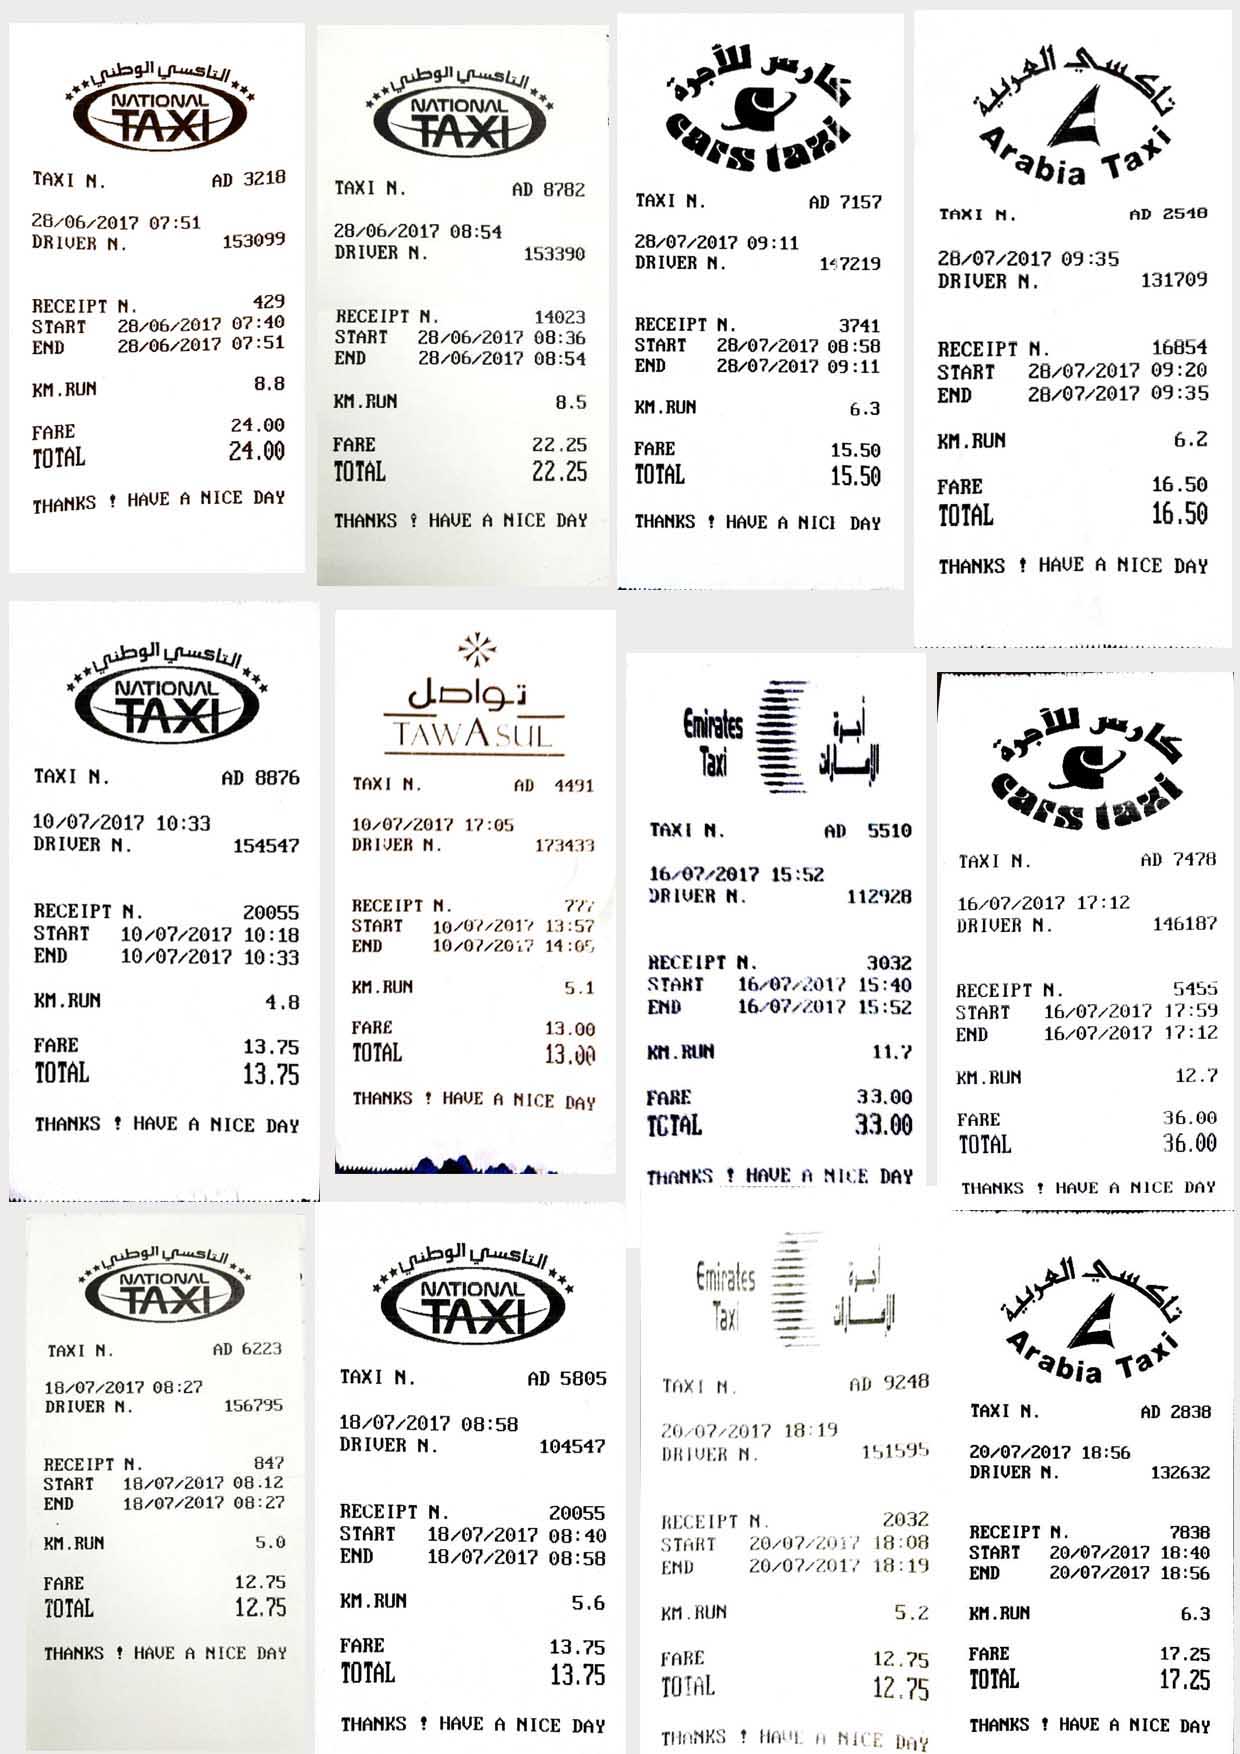 التاكسي الوطني
NATIONAL
TAXI
TAXI N. AD 3218
28/06/2017 07:51
DRIVER N. 153099
RECEIPT N. 429
START 28/06/2017 07:40
END 28/06/2017 07:51
KM.RUN 8.8
FARE 24.00
TOTAL 24.00
THANKS ! HAVE A NICE DAY
التاكسي الوطني
NATIONAL
TAXI
TAXI N. AD 8782
28/06/2017 08:54
DRIVER N. 153390
RECEIPT N. 14023
START 28/06/2017 08:36
END 28/06/2017 08:54
KM.RUN 8.5
FARE 22.25
TOTAL 22.25
THANKS ! HAVE A NICE DAY
كارس للأجرة
cars taxi
TAXI N. AD 7157
28/07/2017 09:11
DRIVER N. 147219
RECEIPT N. 3741
START 28/07/2017 08:58
END 28/07/2017 09:11
KM.RUN 6.3
FARE 15.50
TOTAL 15.50
THANKS ! HAVE A NICE DAY
تاكسي العربية
Arabia Taxi
TAXI N. AD 2548
28/07/2017 09:35
DRIVER N. 131709
RECEIPT N. 16854
START 28/07/2017 09:20
END 28/07/2017 09:35
KM.RUN 6.2
FARE 16.50
TOTAL 16.50
THANKS ! HAVE A NICE DAY
التاكسي الوطني
NATIONAL
TAXI
TAXI N. AD 8876
10/07/2017 10:33
DRIVER N. 154547
RECEIPT N. 20055
START 10/07/2017 10:18
END 10/07/2017 10:33
KM.RUN 4.8
FARE 13.75
TOTAL 13.75
THANKS ! HAVE A NICE DAY
تواصل
TAWASUL
TAXI N. AD 4491
10/07/2017 17:05
DRIVER N. 173433
RECEIPT N. 777
START 10/07/2017 13:57
END 10/07/2017 14:05
KM.RUN 5.1
FARE 13.00
TOTAL 13.00
THANKS ! HAVE A NICE DAY
Emirates أجرة
Taxi الإمارات
TAXI N. AD 5510
16/07/2017 15:52
DRIVER N. 112928
RECEIPT N. 3032
START 16/07/2017 15:40
END 16/07/2017 15:52
KM.RUN 11.7
FARE 33.00
TOTAL 33.00
THANKS ! HAVE A NICE DAY
كارس للأجرة
cars taxi
TAXI N. AD 7478
16/07/2017 17:12
DRIVER N. 146187
RECEIPT N. 5455
START 16/07/2017 17:59
END 16/07/2017 17:12
KM.RUN 12.7
FARE 36.00
TOTAL 36.00
THANKS ! HAVE A NICE DAY
التاكسي الوطني
NATIONAL
TAXI
TAXI N. AD 6223
18/07/2017 08:27
DRIVER N. 156795
RECEIPT N. 847
START 18/07/2017 08.12
END 18/07/2017 08:27
KM.RUN 5.0
FARE 12.75
TOTAL 12.75
THANKS ! HAVE A NICE DAY
التاكسي الوطني
NATIONAL
TAXI
TAXI N. AD 5805
18/07/2017 08:58
DRIVER N. 104547
RECEIPT N. 20055
START 18/07/2017 08:40
END 18/07/2017 08:58
KM.RUN 5.6
FARE 13.75
TOTAL 13.75
THANKS ! HAVE A NICE DAY
Emirates أجرة
Taxi الإمارات
TAXI N. AD 9248
20/07/2017 18:19
DRIVER N. 151595
RECEIPT N. 2032
START 20/07/2017 18:08
END 20/07/2017 18:19
KM.RUN 5.2
FARE 12.75
TOTAL 12.75
THANKS ! HAVE A NICE DAY
تاكسي العربية
Arabia Taxi
TAXI N. AD 2838
20/07/2017 18:56
DRIVER N. 132632
RECEIPT N. 7838
START 20/07/2017 18:40
END 20/07/2017 18:56
KM.RUN 6.3
FARE 17.25
TOTAL 17.25
THANKS ! HAVE A NICE DAY